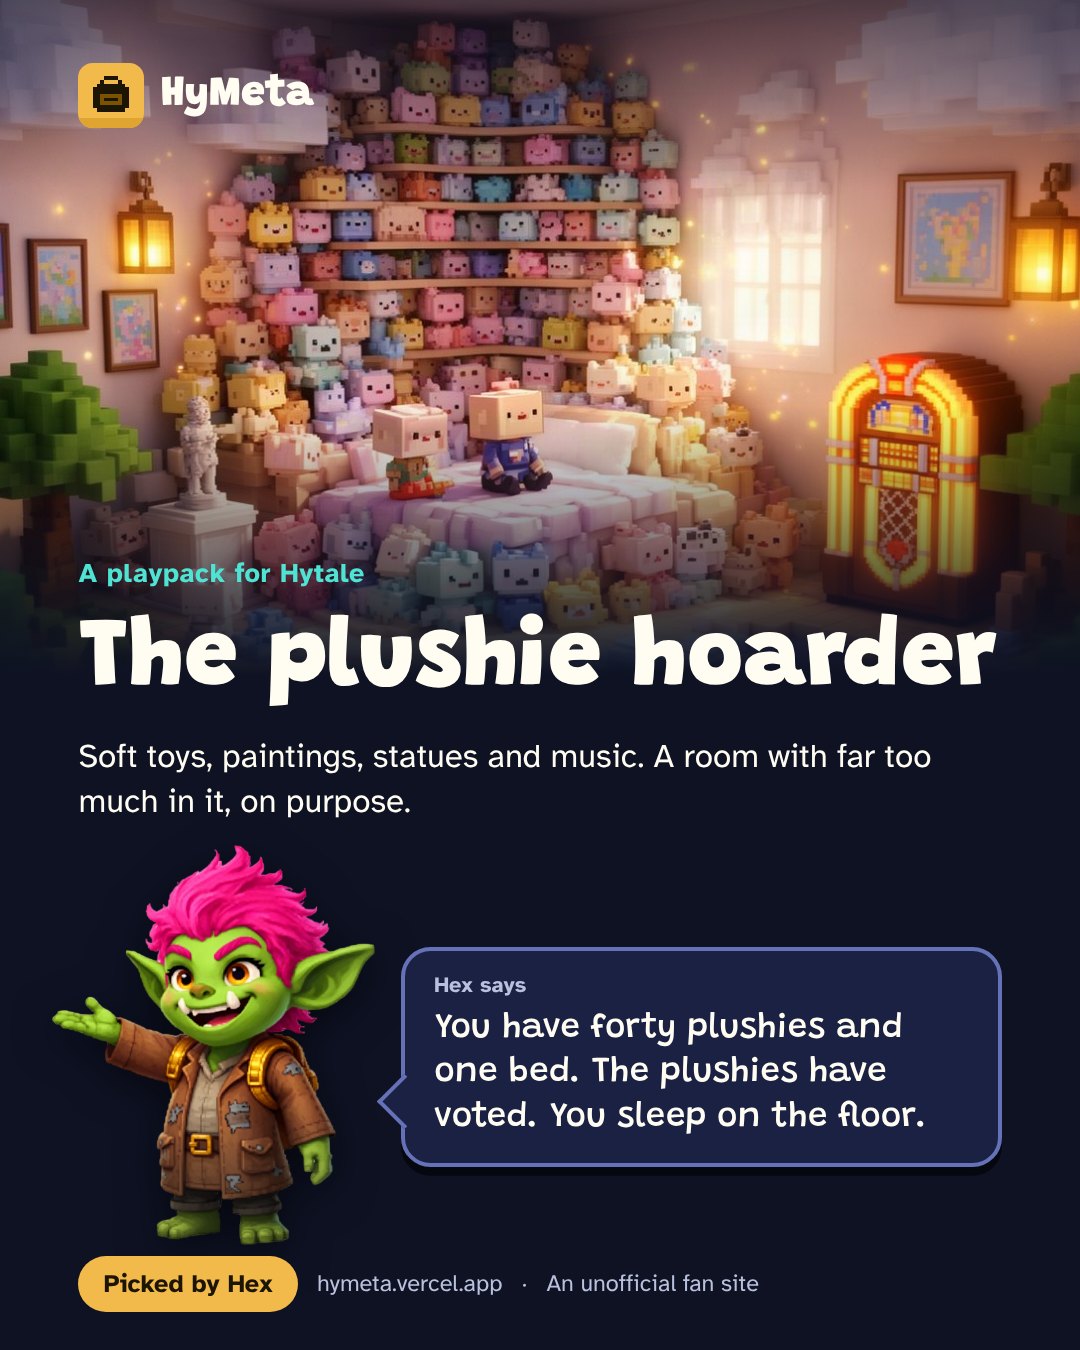 HyMeta
A playpack for Hytale
The plushie hoarder
Soft toys, paintings, statues and music. A room with far too
much in it, on purpose.
Hex says
You have forty plushies and
one bed. The plushies have
voted. You sleep on the floor.
Picked by Hex
hymeta.vercel.app · An unofficial fan site